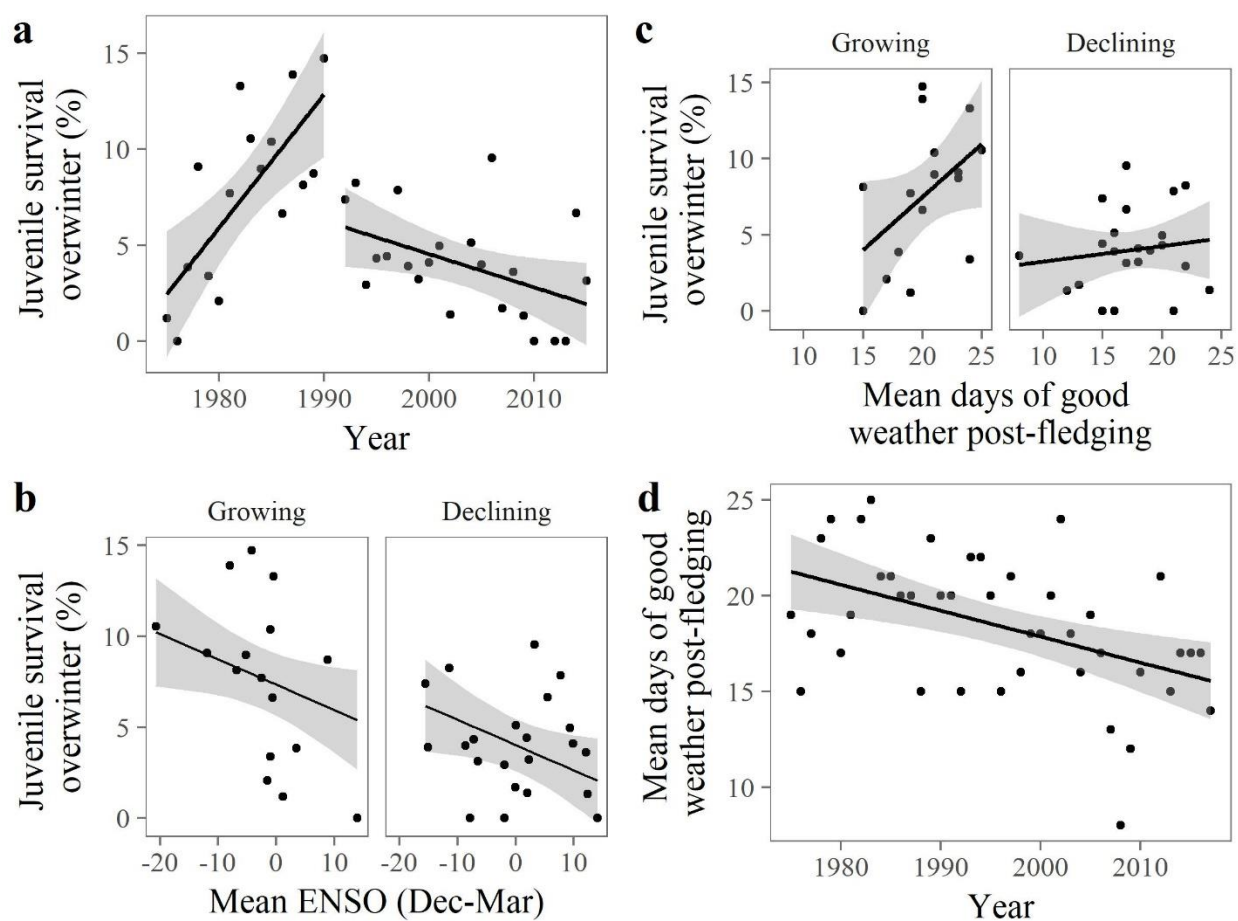 a
Juvenile survival
overwinter (%)
15
10
5
0
1980
1990
2000
2010
Year
b
Growing
Declining
Juvenile survival
overwinter (%)
15
10
5
0
-20
-10
0
10
-20
-10
0
10
Mean ENSO (Dec-Mar)
c
Growing
Declining
Juvenile survival
overwinter (%)
15
10
5
0
10
15
20
25
10
15
20
25
Mean days of good
weather post-fledging
d
Mean days of good
weather post-fledging
25
20
15
10
1980
1990
2000
2010
Year